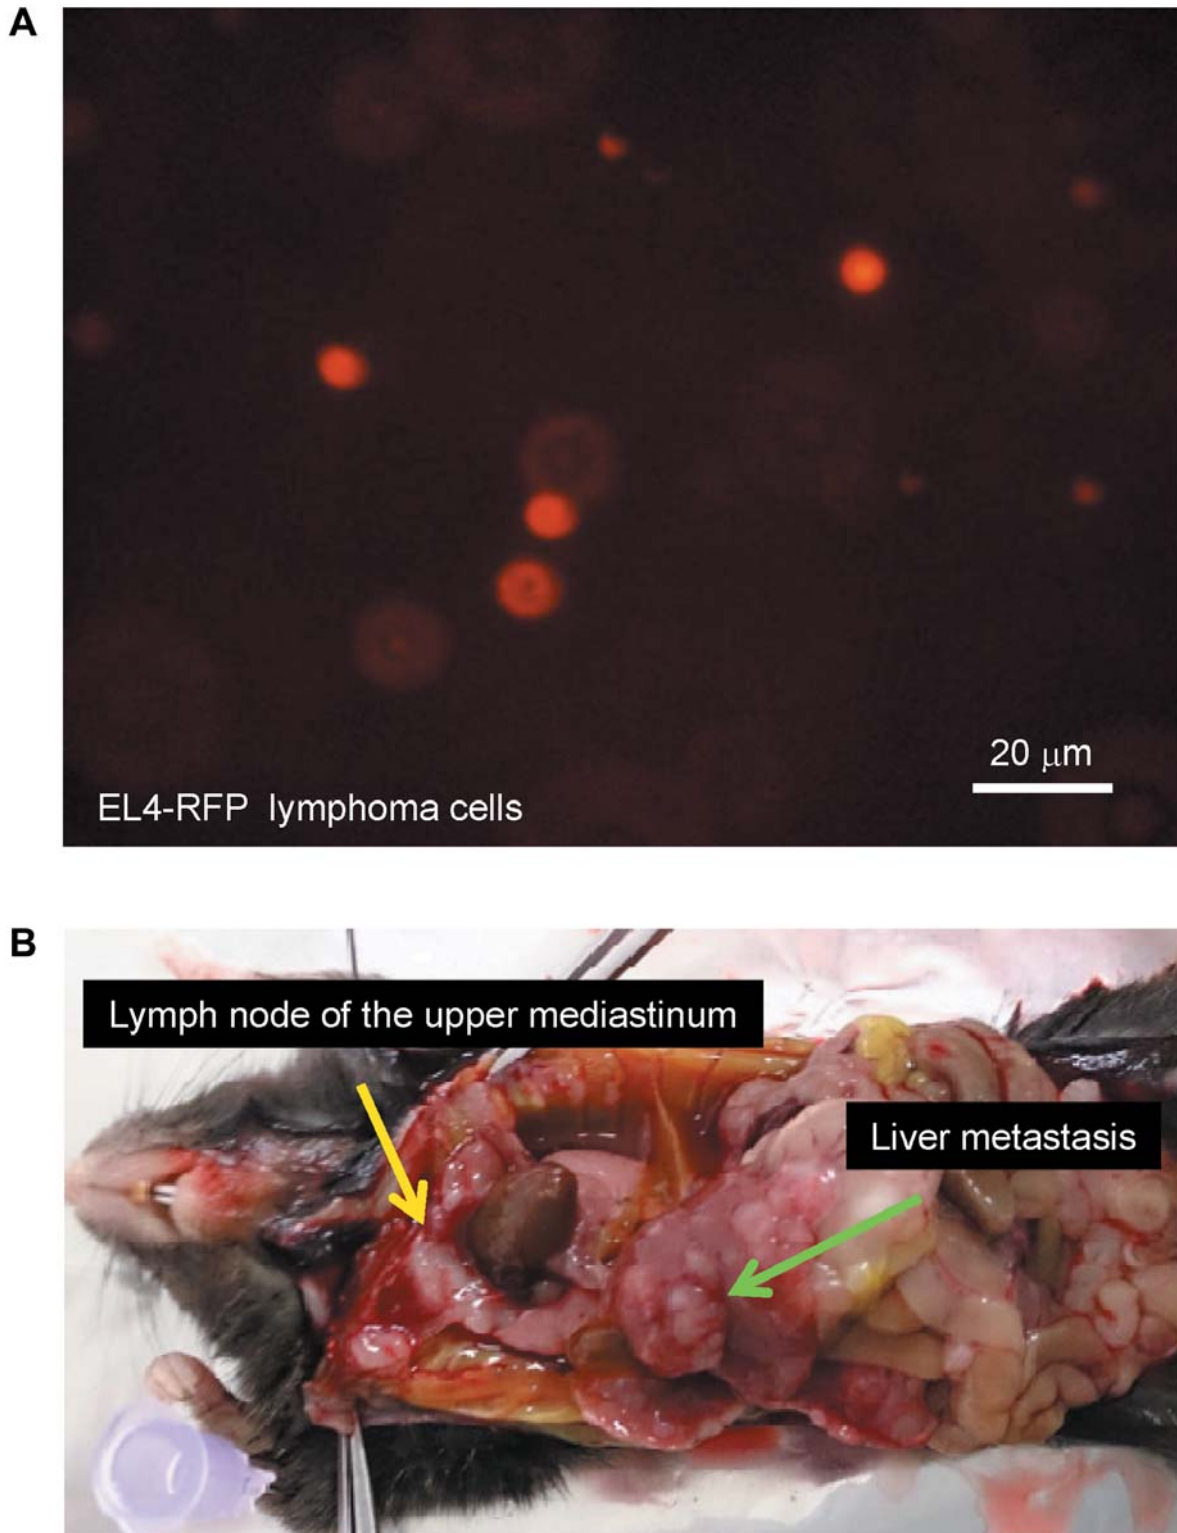 A
20 μm
EL4-RFP lymphoma cells
B
Lymph node of the upper mediastinum
Liver metastasis